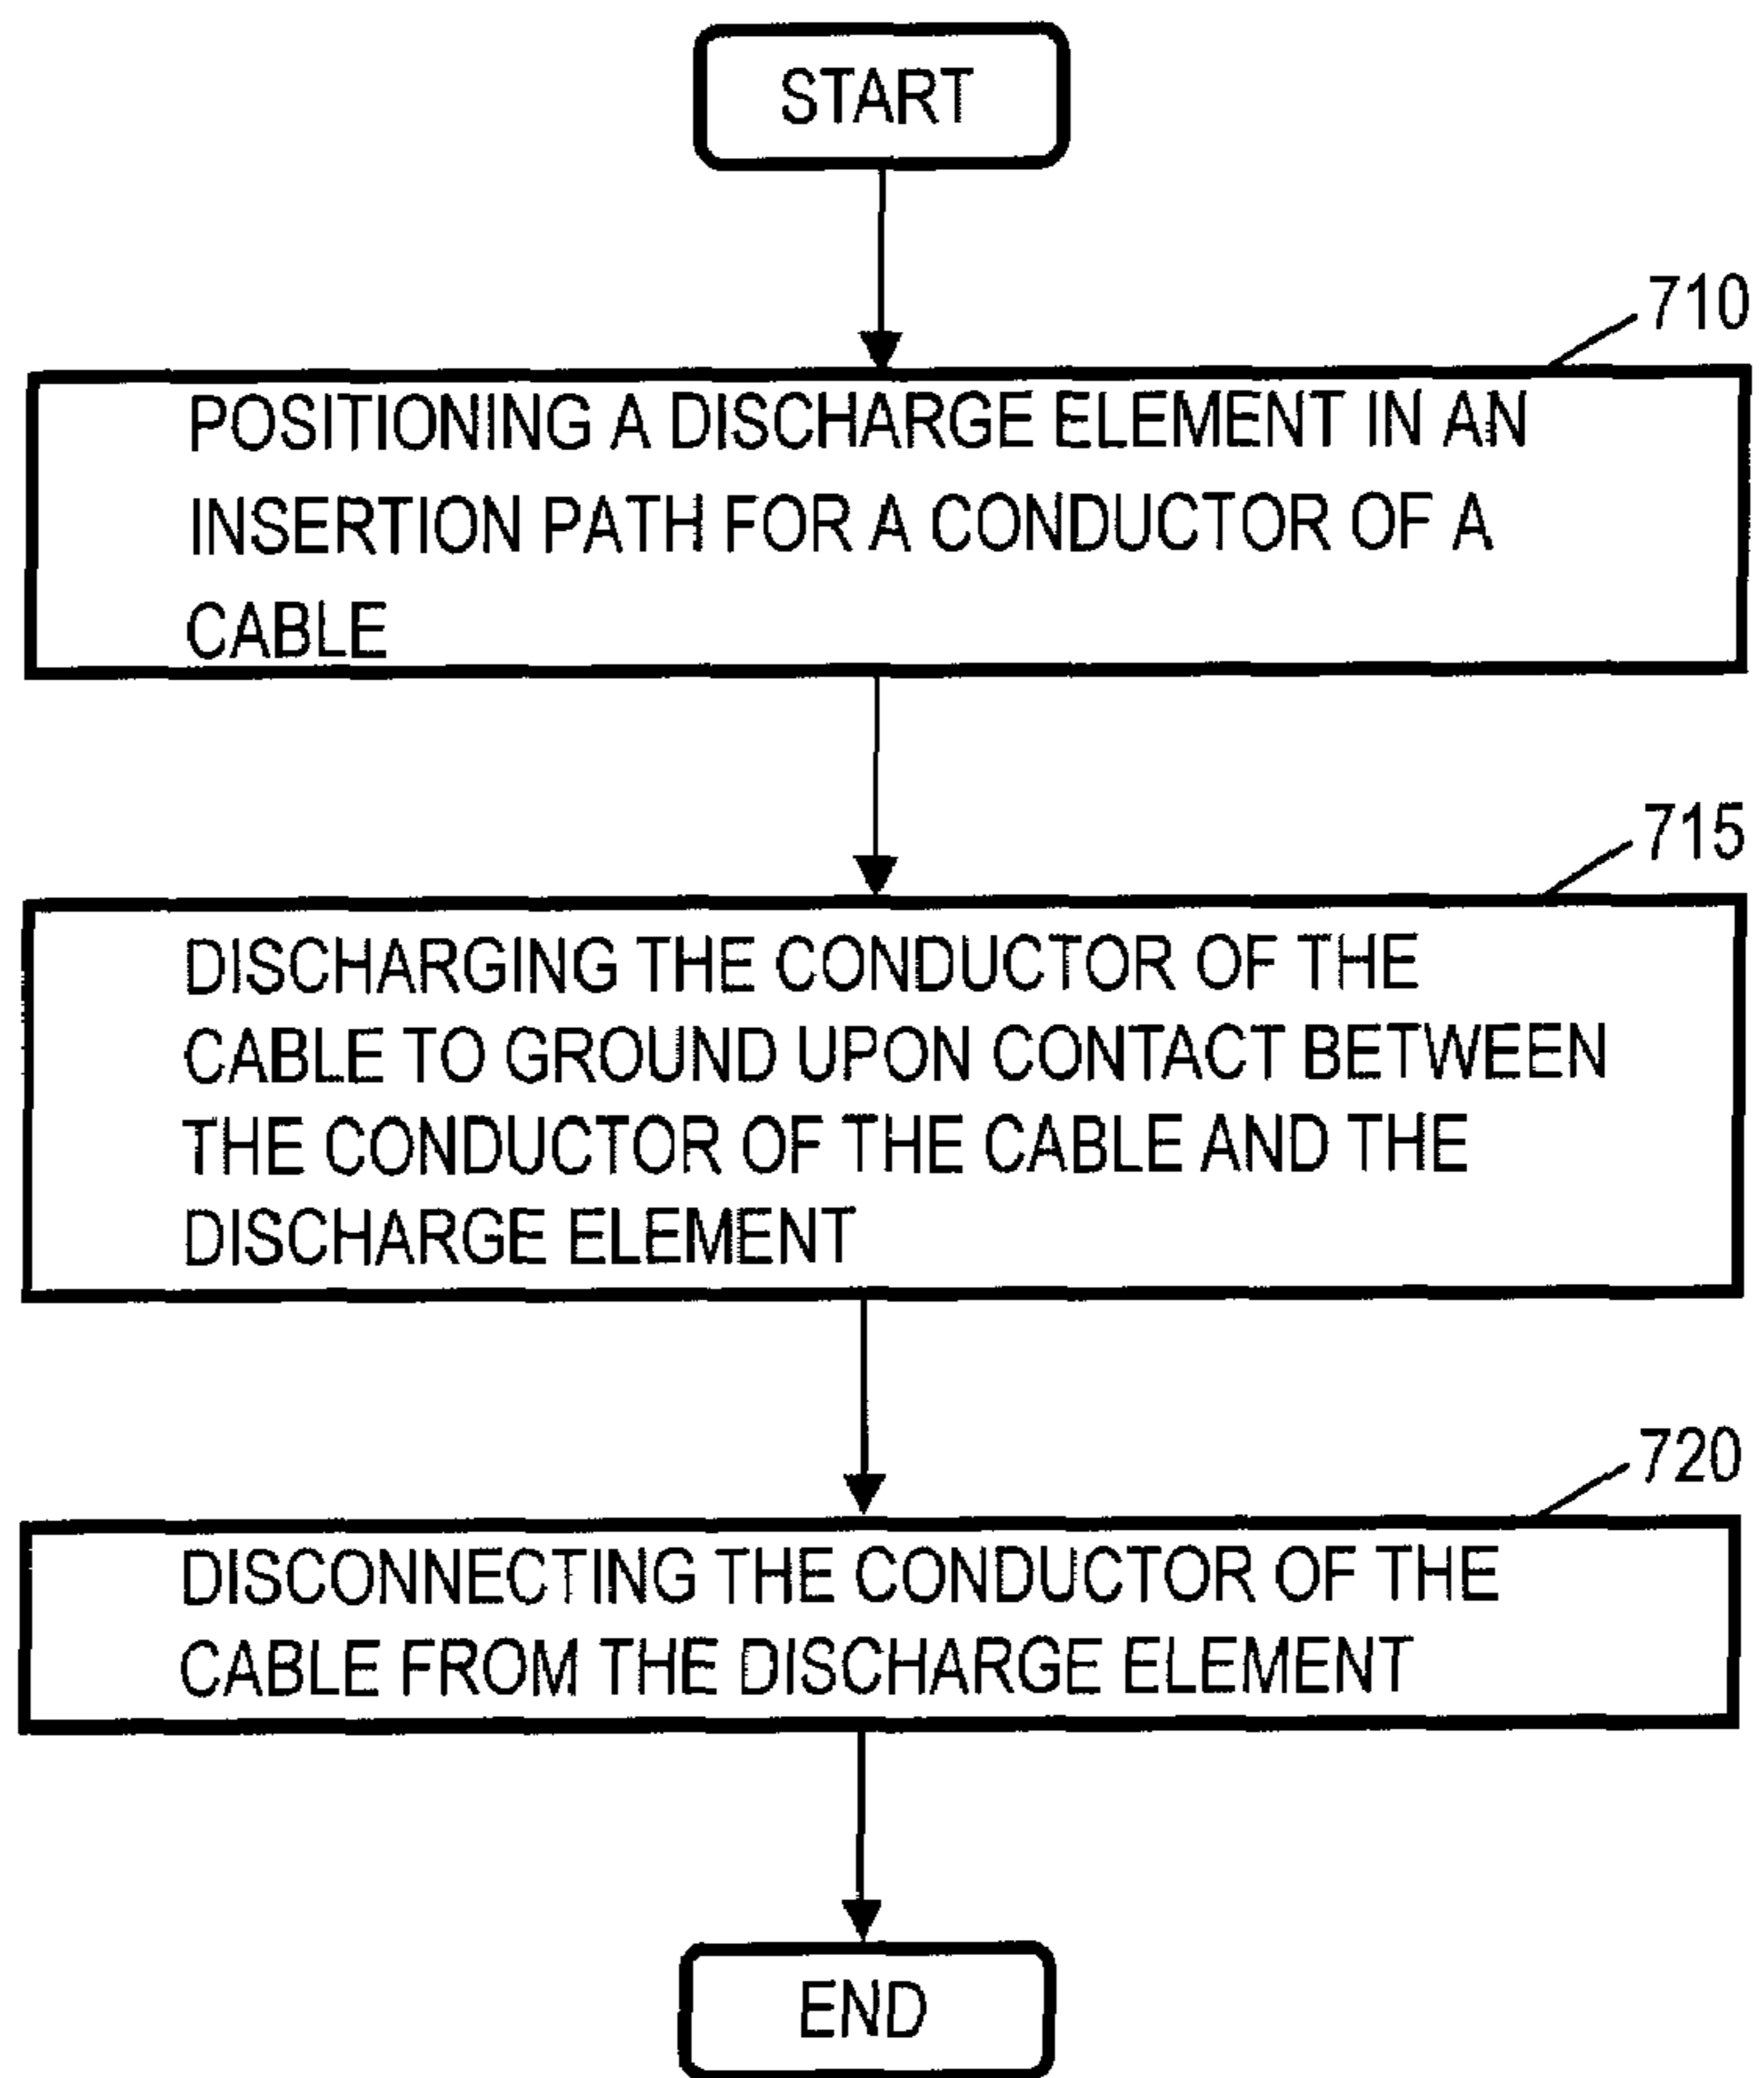 START
710
POSITIONING A DISCHARGE ELEMENT IN AN
INSERTION PATH FOR A CONDUCTOR OF A
CABLE
715
DISCHARGING THE CONDUCTOR OF THE
CABLE TO GROUND UPON CONTACT BETWEEN
THE CONDUCTOR OF THE CABLE AND THE
DISCHARGE ELEMENT
720
DISCONNECTING THE CONDUCTOR OF THE
CABLE FROM THE DISCHARGE ELEMENT
END